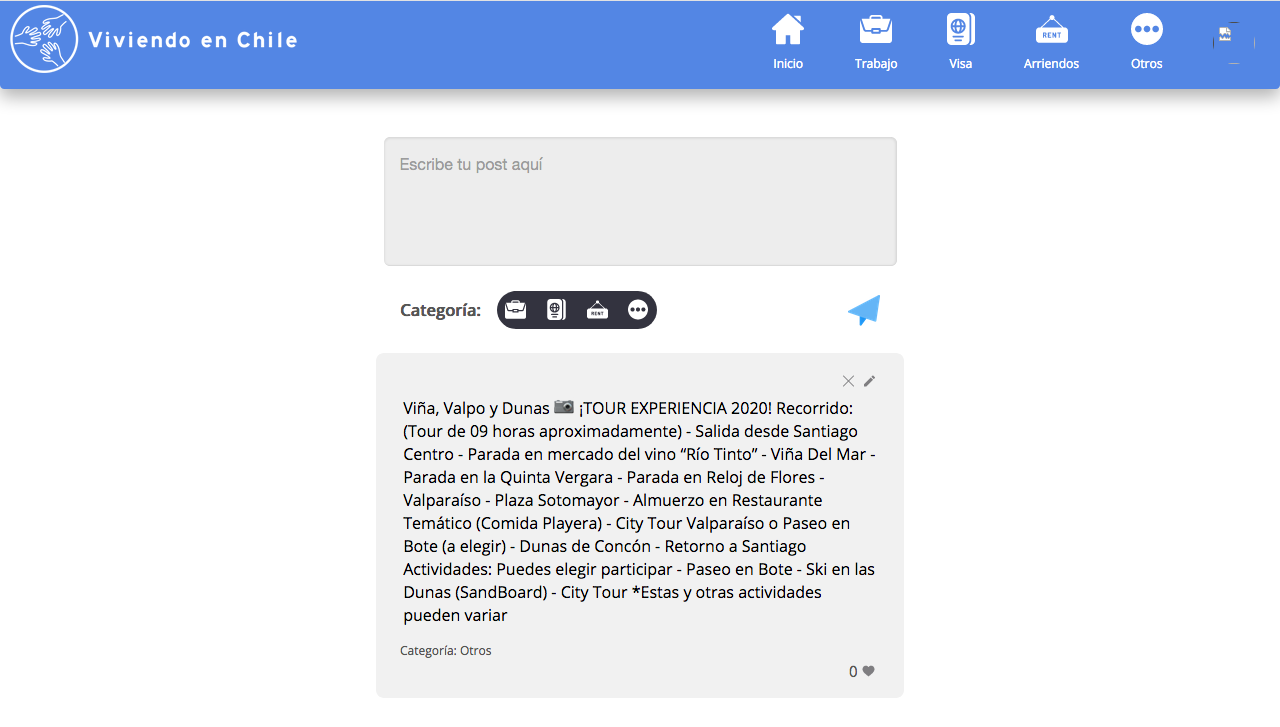 Viviendo en Chile
RENT
Inicio
Trabajo
Visa
Arriendos
Otros
Escribe tu post aquí
Categoría:
RENT
Viña, Valpo y Dunas 📷 ¡TOUR EXPERIENCIA 2020! Recorrido:
(Tour de 09 horas aproximadamente) - Salida desde Santiago
Centro - Parada en mercado del vino “Río Tinto” - Viña Del Mar -
Parada en la Quinta Vergara - Parada en Reloj de Flores -
Valparaíso - Plaza Sotomayor - Almuerzo en Restaurante
Temático (Comida Playera) - City Tour Valparaíso o Paseo en
Bote (a elegir) - Dunas de Concón - Retorno a Santiago
Actividades: Puedes elegir participar - Paseo en Bote - Ski en las
Dunas (SandBoard) - City Tour *Estas y otras actividades
pueden variar
Categoría: Otros
0